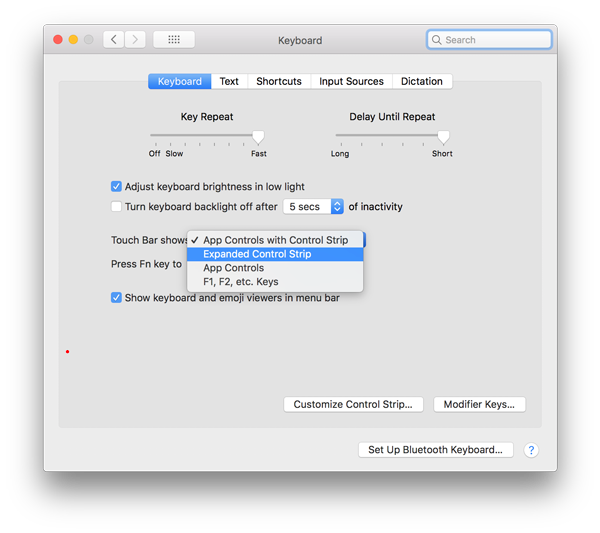 Keyboard
Search
Keyboard Text Shortcuts Input Sources Dictation
Key Repeat Delay Until Repeat
Off Slow Fast Long Short
Adjust keyboard brightness in low light
Turn keyboard backlight off after 5 secs of inactivity
Touch Bar shows ✓ App Controls with Control Strip
Expanded Control Strip
Press Fn key to App Controls
F1, F2, etc. Keys
Show keyboard and emoji viewers in menu bar
Customize Control Strip... Modifier Keys...
Set Up Bluetooth Keyboard... ?